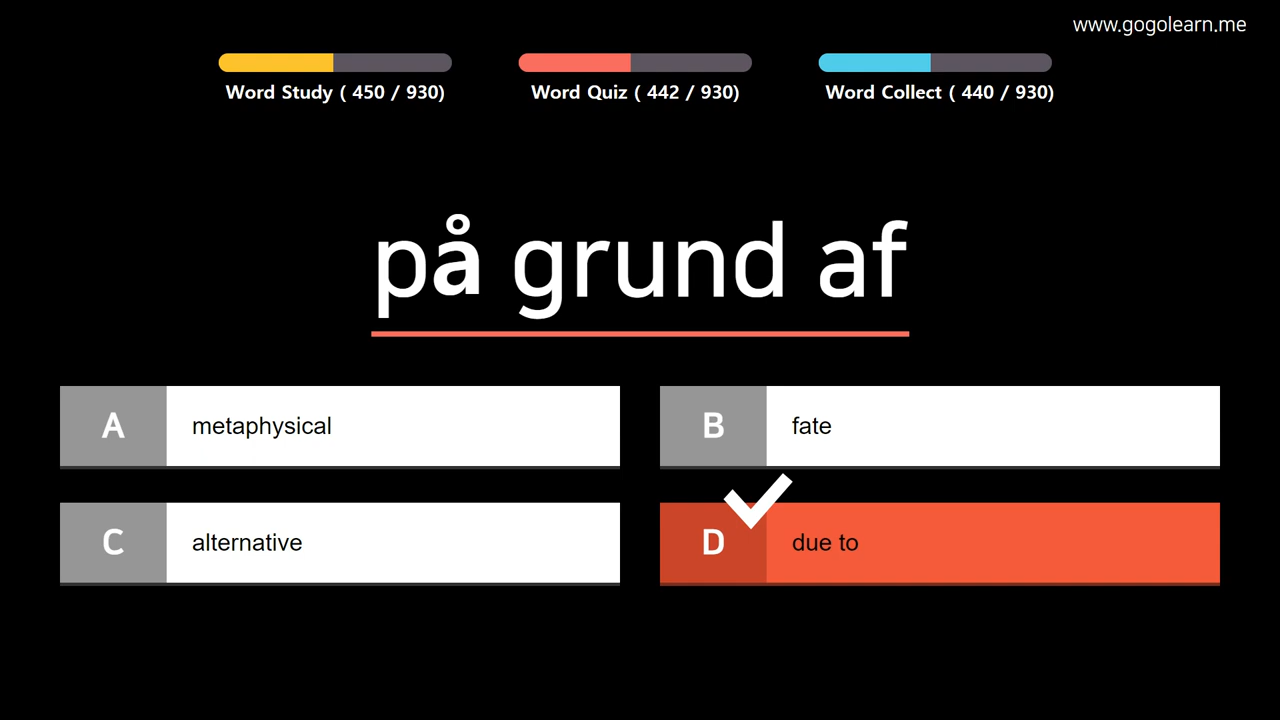 www.gogolearn.me
Word Study ( 450 / 930)
Word Quiz ( 442 / 930)
Word Collect ( 440 / 930)
på grund af
A metaphysical
B fate
C alternative
D due to